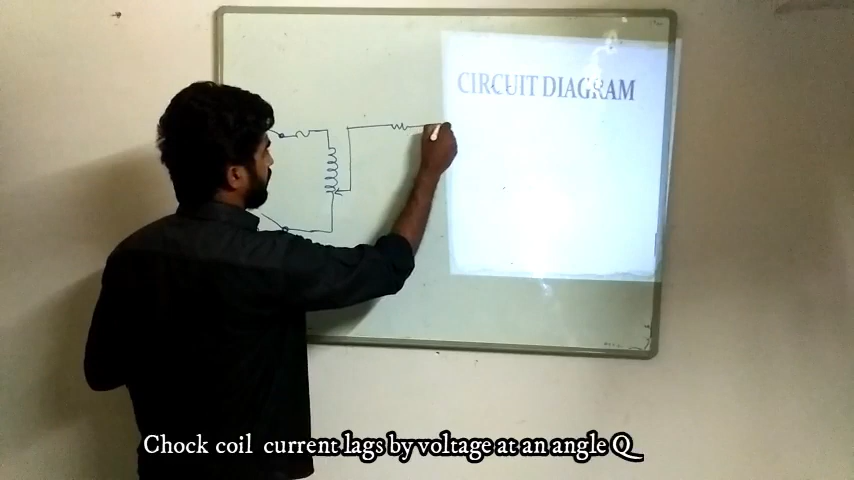 CIRCUIT DIAGRAM
Chock coil current lags by voltage at an angle Q